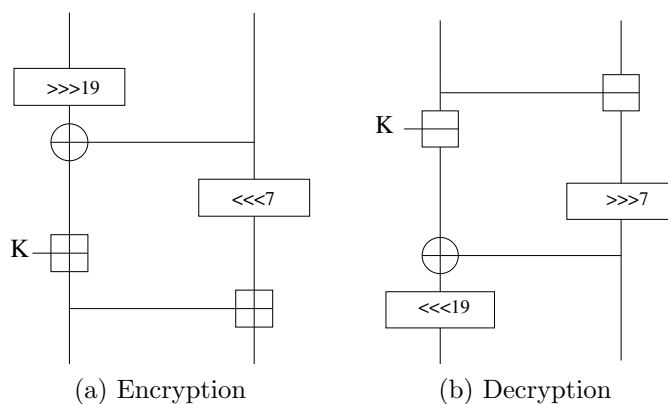 >>>19
K
<<<7
K
>>>7
<<<19
(a) Encryption
(b) Decryption